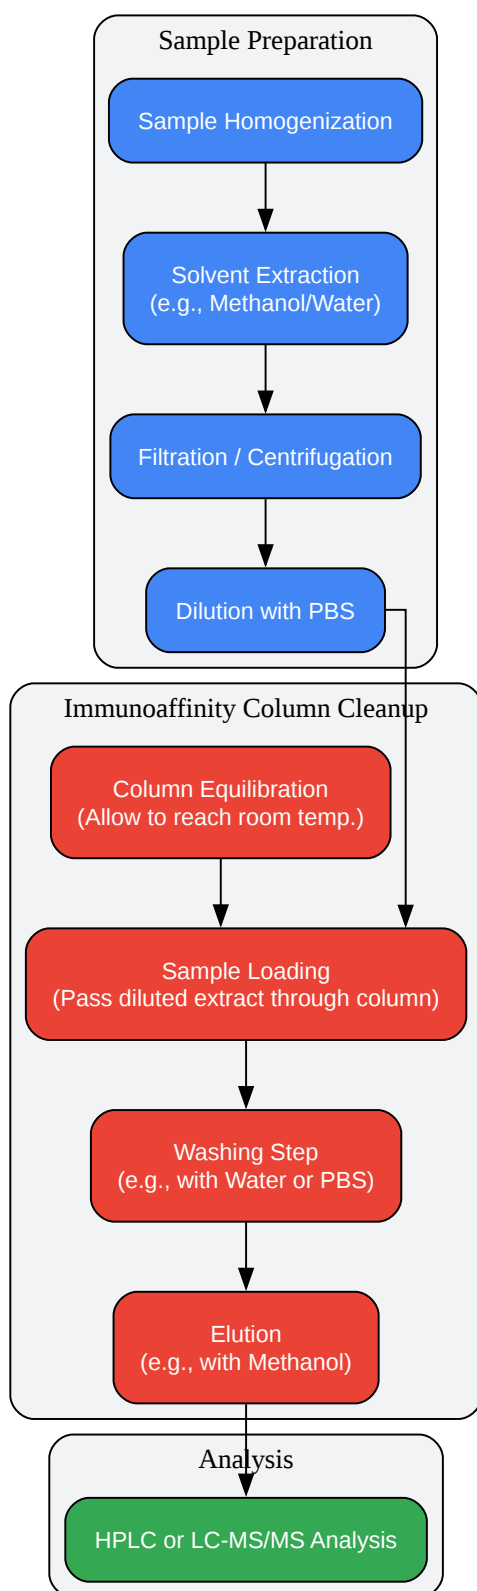 Sample Preparation
Sample Homogenization
Solvent Extraction
(e.g., Methanol/Water)
Filtration / Centrifugation
Dilution with PBS
Immunoaffinity Column Cleanup
Column Equilibration
(Allow to reach room temp.)
Sample Loading
(Pass diluted extract through column)
Washing Step
(e.g., with Water or PBS)
Elution
(e.g., with Methanol)
Analysis
HPLC or LC-MS/MS Analysis